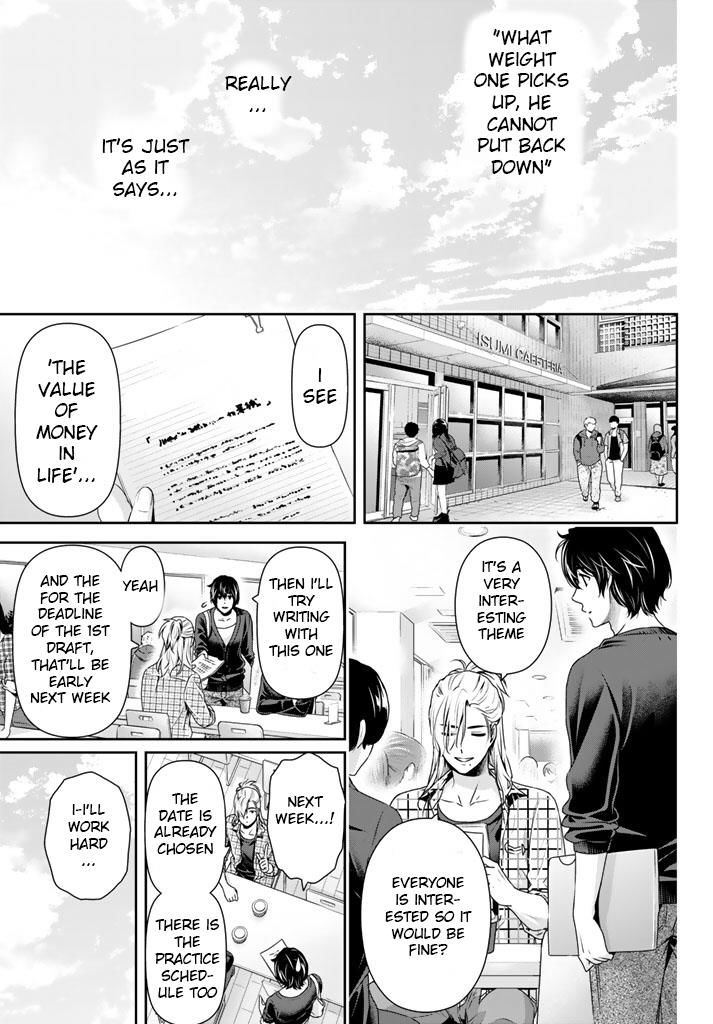 "WHAT
WEIGHT
ONE PICKS
UP, HE
CANNOT
PUT BACK
DOWN"
REALLY
...
IT'S JUST
AS IT
SAYS...
ISUMI CAFETERIA
I
SEE
'THE
VALUE
OF
MONEY
IN
LIFE'...
IT'S A
VERY
INTER-
ESTING
THEME
EVERYONE
IS INTER-
ESTED SO IT
WOULD BE
FINE?
THEN I'LL
TRY
WRITING
WITH
THIS ONE
YEAH
AND THE
FOR THE
DEADLINE
OF THE 1ST
DRAFT,
THAT'LL BE
EARLY
NEXT WEEK
NEXT
WEEK...!
THE
DATE IS
ALREADY
CHOSEN
THERE
IS THE
PRACTICE
SCHED-
ULE TOO
I-I'LL
WORK
HARD
...